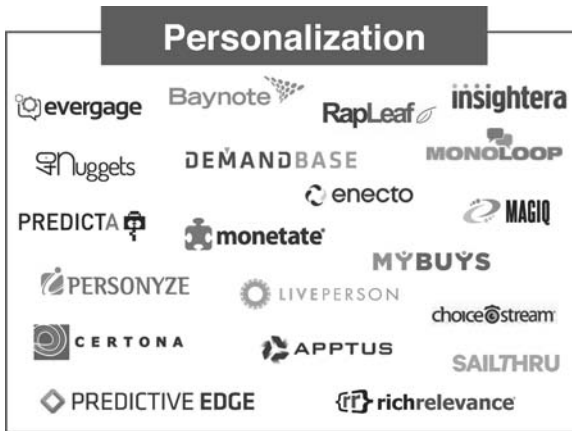 Personalization
evergage
Baynote
RapLeaf
insightera
Nuggets
DEMANDBASE
MONOLOOP
enecto
PREDICTA
monetate
MAGIQ
MYBUYS
PERSONYZE
LIVEPERSON
choicestream
CERTONA
APPTUS
SAILTHRU
PREDICTIVE EDGE
{rr} richrelevance